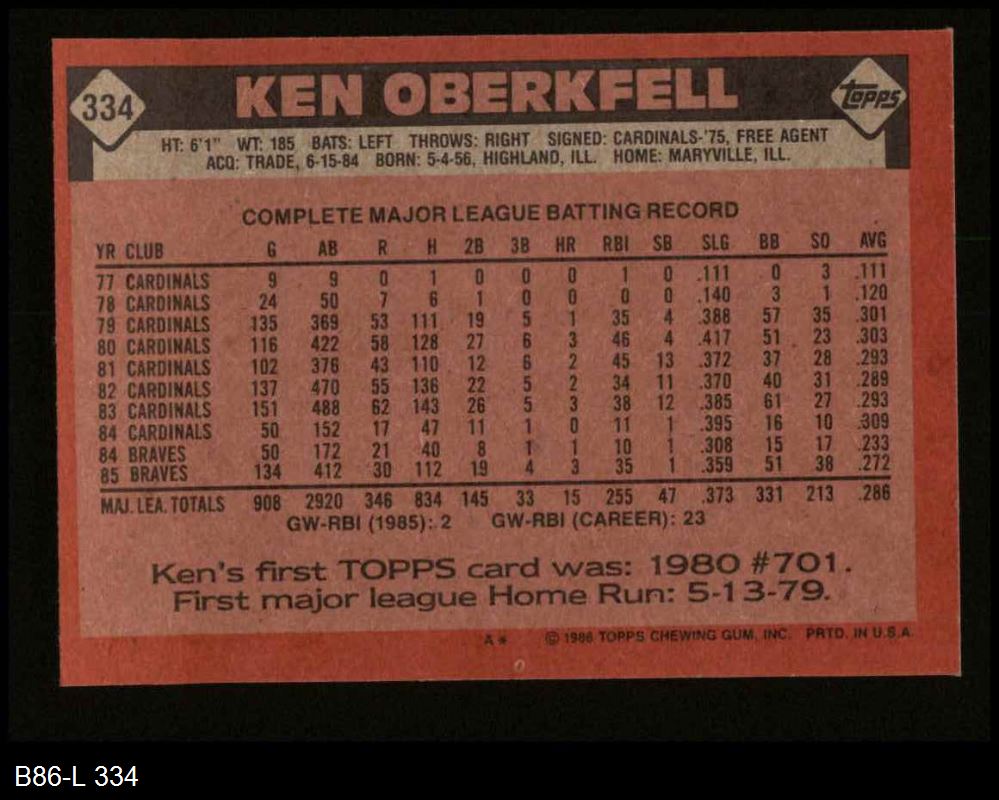 334
KEN OBERKFELL
topps
HT: 6'1" WT: 185 BATS: LEFT THROWS: RIGHT SIGNED: CARDINALS-'75, FREE AGENT
ACQ: TRADE, 6-15-84 BORN: 5-4-56, HIGHLAND, ILL. HOME: MARYVILLE, ILL.
COMPLETE MAJOR LEAGUE BATTING RECORD
YR CLUB G AB R H 2B 3B HR RBI SB SLG BB SO AVG
77 CARDINALS 9 9 0 1 0 0 0 1 0 .111 0 3 .111
78 CARDINALS 24 50 7 6 1 0 0 0 0 .140 3 1 .120
79 CARDINALS 135 369 53 111 19 5 1 35 4 .388 57 35 .301
80 CARDINALS 116 422 58 128 27 6 3 46 4 .417 51 23 .303
81 CARDINALS 102 376 43 110 12 6 2 45 13 .372 37 28 .293
82 CARDINALS 137 470 55 136 22 5 2 34 11 .370 40 31 .289
83 CARDINALS 151 488 62 143 26 5 3 38 12 .385 61 27 .293
84 CARDINALS 50 152 17 47 11 1 0 11 1 .395 16 10 .309
84 BRAVES 50 172 21 40 8 1 1 10 1 .308 15 17 .233
85 BRAVES 134 412 30 112 19 4 3 35 1 .359 51 38 .272
MAJ. LEA. TOTALS 908 2920 346 834 145 33 15 255 47 .373 331 213 .286
GW-RBI (1985): 2 GW-RBI (CAREER): 23
Ken's first TOPPS card was: 1980 #701.
First major league Home Run: 5-13-79.
A * © 1986 TOPPS CHEWING GUM, INC. PRTD. IN U.S.A.
B86-L 334